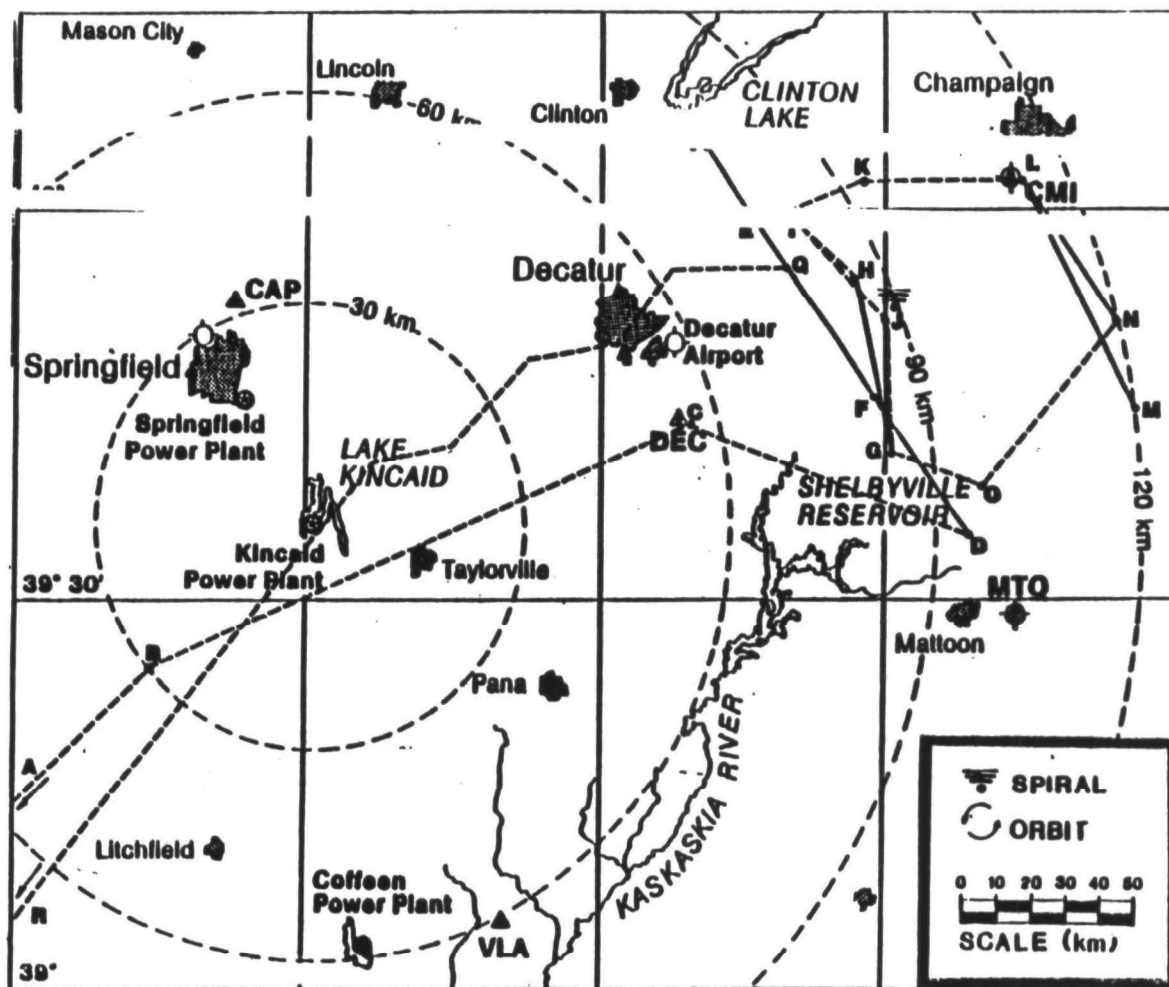 Mason City
Lincoln
60 km
Clinton
CLINTON
LAKE
Champaign
K
L
CMI
Decatur
Q
H
CAP
30 km
J
N
Decatur
Airport
Springfield
90 km
F
M
C
DEC
Springfield
Power Plant
LAKE
KINCAID
G
O
SHELBYVILLE
RESERVOIR
120 km
D
Kincaid
Power Plant
Taylorville
39° 30'
MTO
Mattoon
B
Pana
A
KASKASKIA RIVER
SPIRAL
ORBIT
Litchfield
Coffeen
Power Plant
R
VLA
0 10 20 30 40 50
SCALE (km)
39°